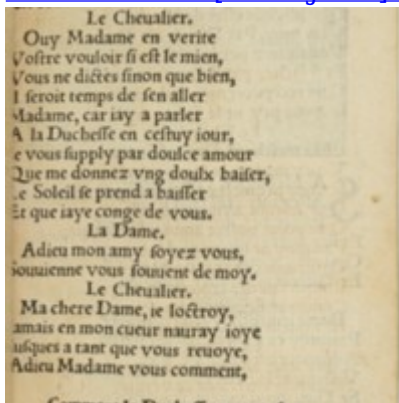 Le Cheualier.
Ouy Madame en verite
Voſtre vouloir ſi eſt le mien,
Vous ne dictes ſinon que bien,
Il ſeroit temps de ſen aller
Madame, car iay a parler
A la Ducheſſe en ceſtuy iour,
Ie vous ſupply par doulce amour
Que me donnez vng doulx baiſer,
Le Soleil ſe prend a baiſſer
Et que iaye conge de vous.
La Dame.
Adieu mon amy ſoyez vous,
Souuienne vous ſouuent de moy.
Le Cheualier.
Ma chere Dame, ie loctroy,
Iamais en mon cueur nauray ioye
Iuſques a tant que vous reuoye,
Adieu Madame vous comment,